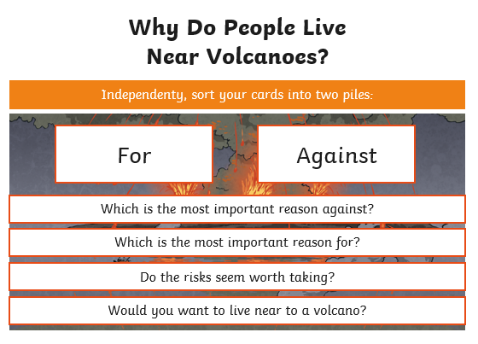 Why Do People Live
Near Volcanoes?
Independenty, sort your cards into two piles:
For
Against
Which is the most important reason against?
Which is the most important reason for?
Do the risks seem worth taking?
Would you want to live near to a volcano?